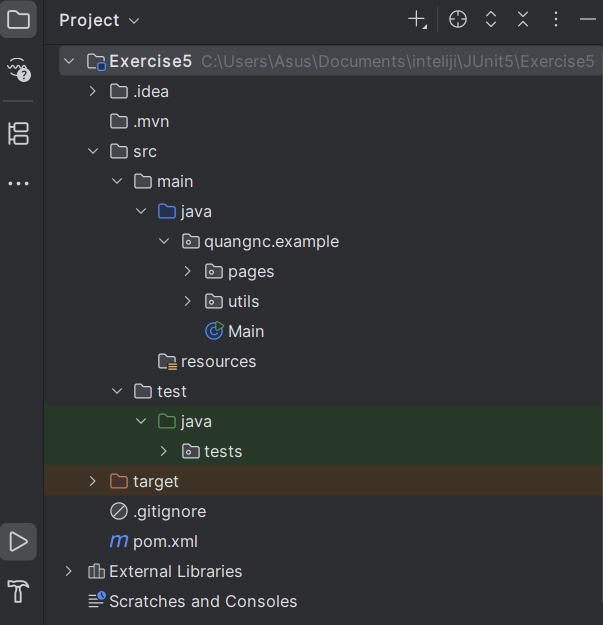 Project
Exercise5 C:\Users\Asus\Documents\inteliji\JUnit5\Exercise5
.idea
.mvn
src
main
java
quangnc.example
pages
utils
Main
resources
test
java
tests
target
.gitignore
m pom.xml
External Libraries
Scratches and Consoles